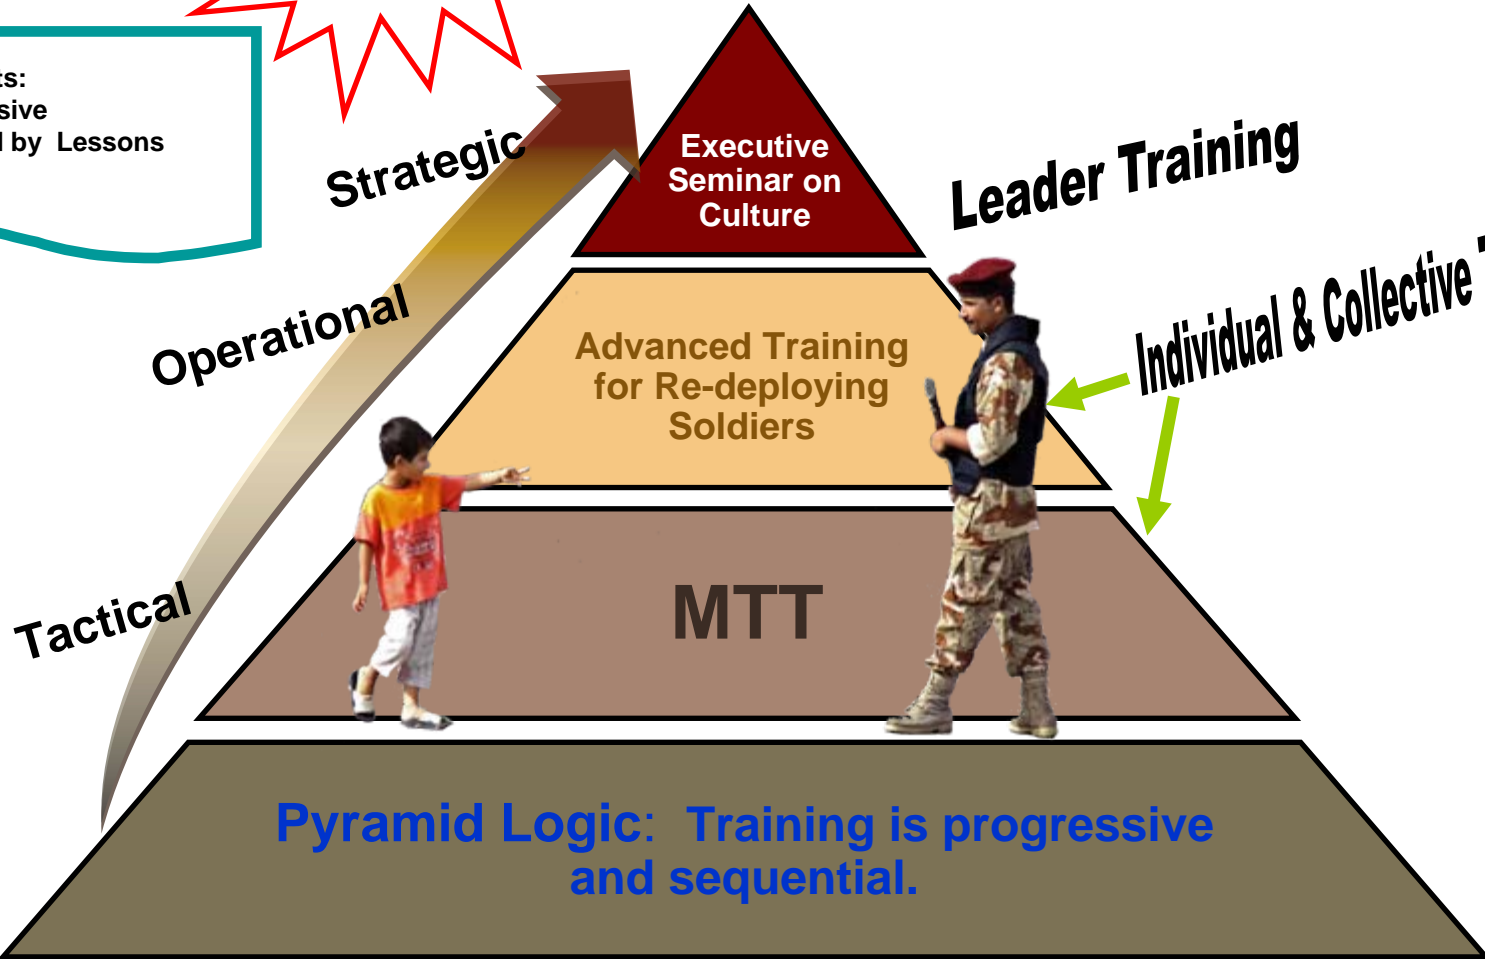 ts:
sive
d by Lessons
Strategic
Operational
Tactical
Executive
Seminar on
Culture
Leader Training
Individual & Collective
Advanced Training
for Re-deploying
Soldiers
MTT
Pyramid Logic: Training is progressive
and sequential.